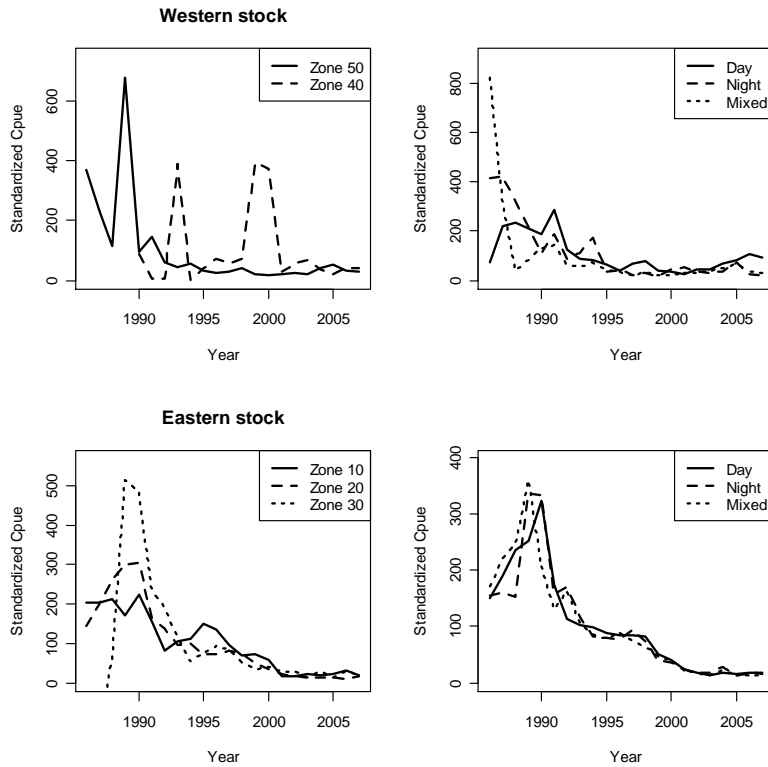 Western stock
Standardized Cpue
0 200 400 600
Zone 50
Zone 40
1990 1995 2000 2005
Year
Standardized Cpue
0 200 400 600 800
Day
Night
Mixed
1990 1995 2000 2005
Year
Eastern stock
Standardized Cpue
0 100 200 300 400 500
Zone 10
Zone 20
Zone 30
1990 1995 2000 2005
Year
Standardized Cpue
0 100 200 300 400
Day
Night
Mixed
1990 1995 2000 2005
Year